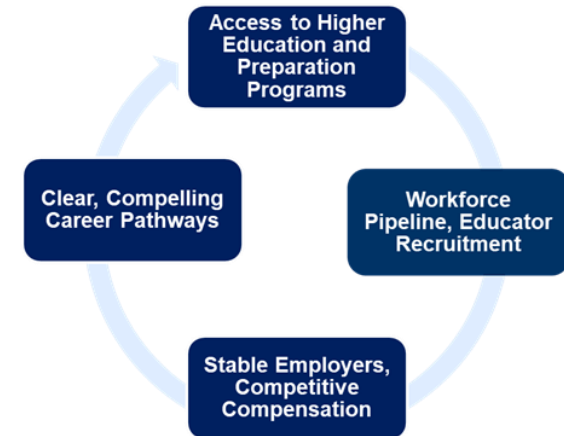 Access to Higher
Education and
Preparation
Programs
Workforce
Pipeline, Educator
Recruitment
Stable Employers,
Competitive
Compensation
Clear, Compelling
Career Pathways